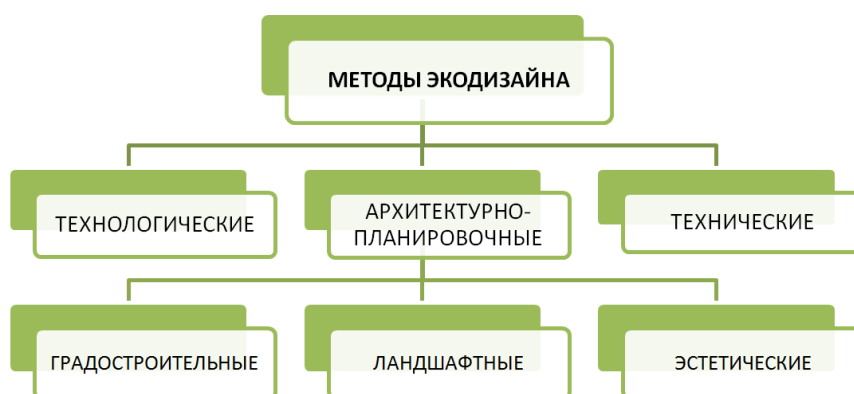 МЕТОДЫ ЭКОДИЗАЙНА
ТЕХНОЛОГИЧЕСКИЕ
АРХИТЕКТУРНО-
ПЛАНИРОВОЧНЫЕ
ТЕХНИЧЕСКИЕ
ГРАДОСТРОИТЕЛЬНЫЕ
ЛАНДШАФТНЫЕ
ЭСТЕТИЧЕСКИЕ